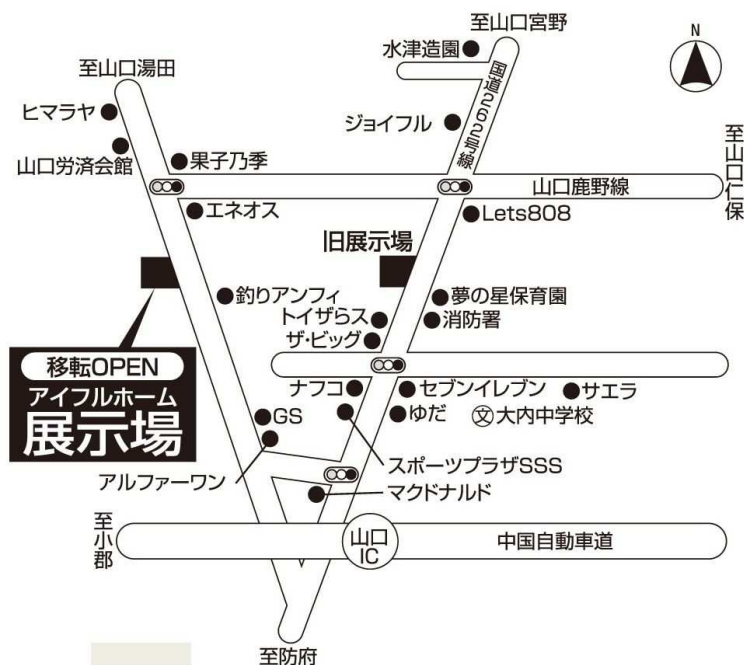 至山口宮野
N
水津造園
国道262号線
至山口湯田
ヒマラヤ
ジョイフル
至山口仁保
山口労済会館
果子乃季
山口鹿野線
エネオス
Lets808
旧展示場
釣りアンフィ
夢の星保育園
トイザらス
消防署
ザ・ビッグ
移転OPEN
アイフルホーム
展示場
ナフコ
セブンイレブン
サエラ
GS
ゆだ
文
大内中学校
アルファーワン
スポーツプラザSSS
マクドナルド
至小郡
山口
IC
中国自動車道
至防府